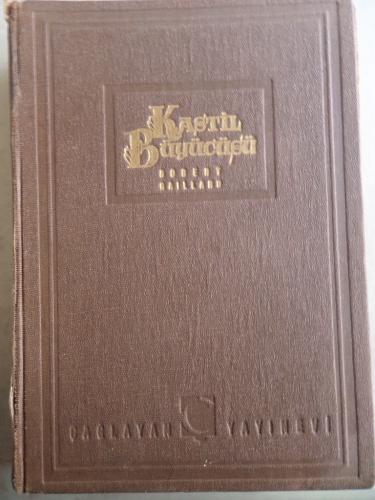 Kastil
Büyücüsü
ROBERT
GAILLARD
ÇAĞLAYAN Ç YAYINEVİ